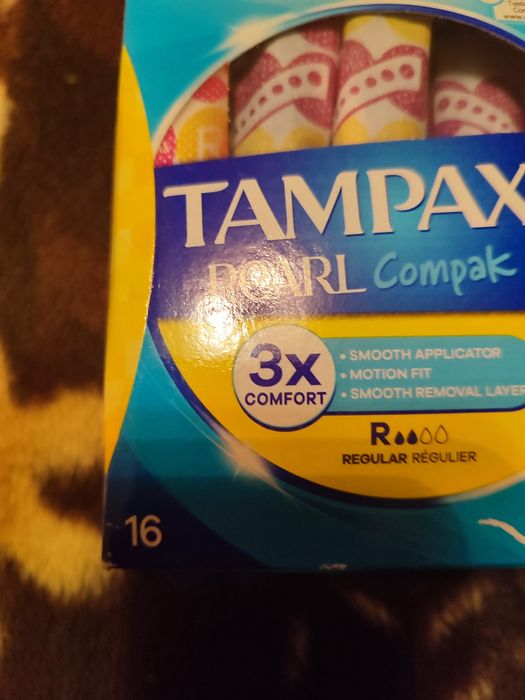 TAMPAX
PEARL Compak
3x
COMFORT
• SMOOTH APPLICATOR
• MOTION FIT
• SMOOTH REMOVAL LAYER
R
REGULAR RÉGULIER
16